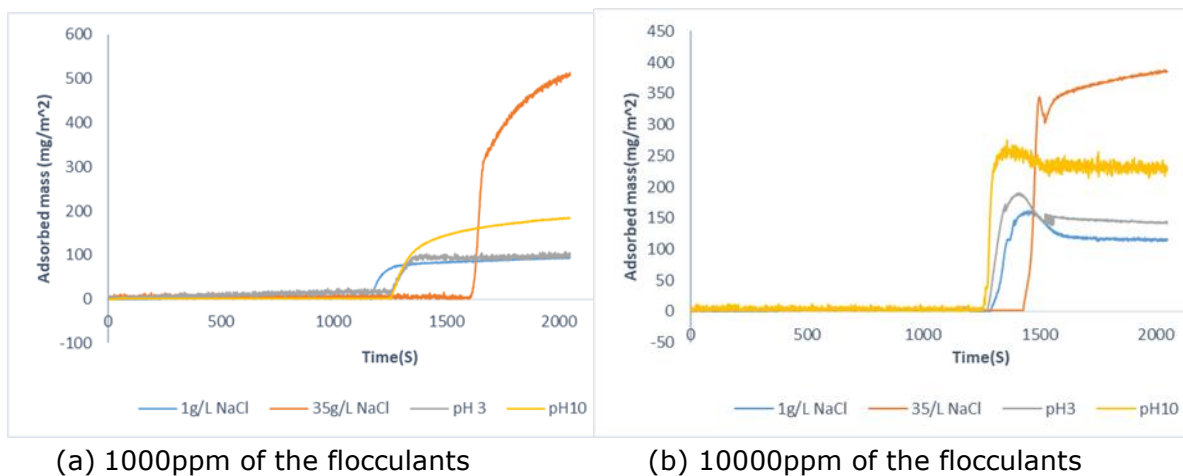 600
500
400
300
200
100
0
-100
Adsorbed mass (mg/m^2)
0 500 1000 1500 2000
Time(S)
1g/L NaCl 35g/L NaCl pH 3 pH10
(a) 1000ppm of the flocculants
450
400
350
300
250
200
150
100
50
0
-50
Adsorbed mass(mg/m^2)
0 500 1000 1500 2000
Time(S)
1g/L NaCl 35/L NaCl pH3 pH10
(b) 10000ppm of the flocculants